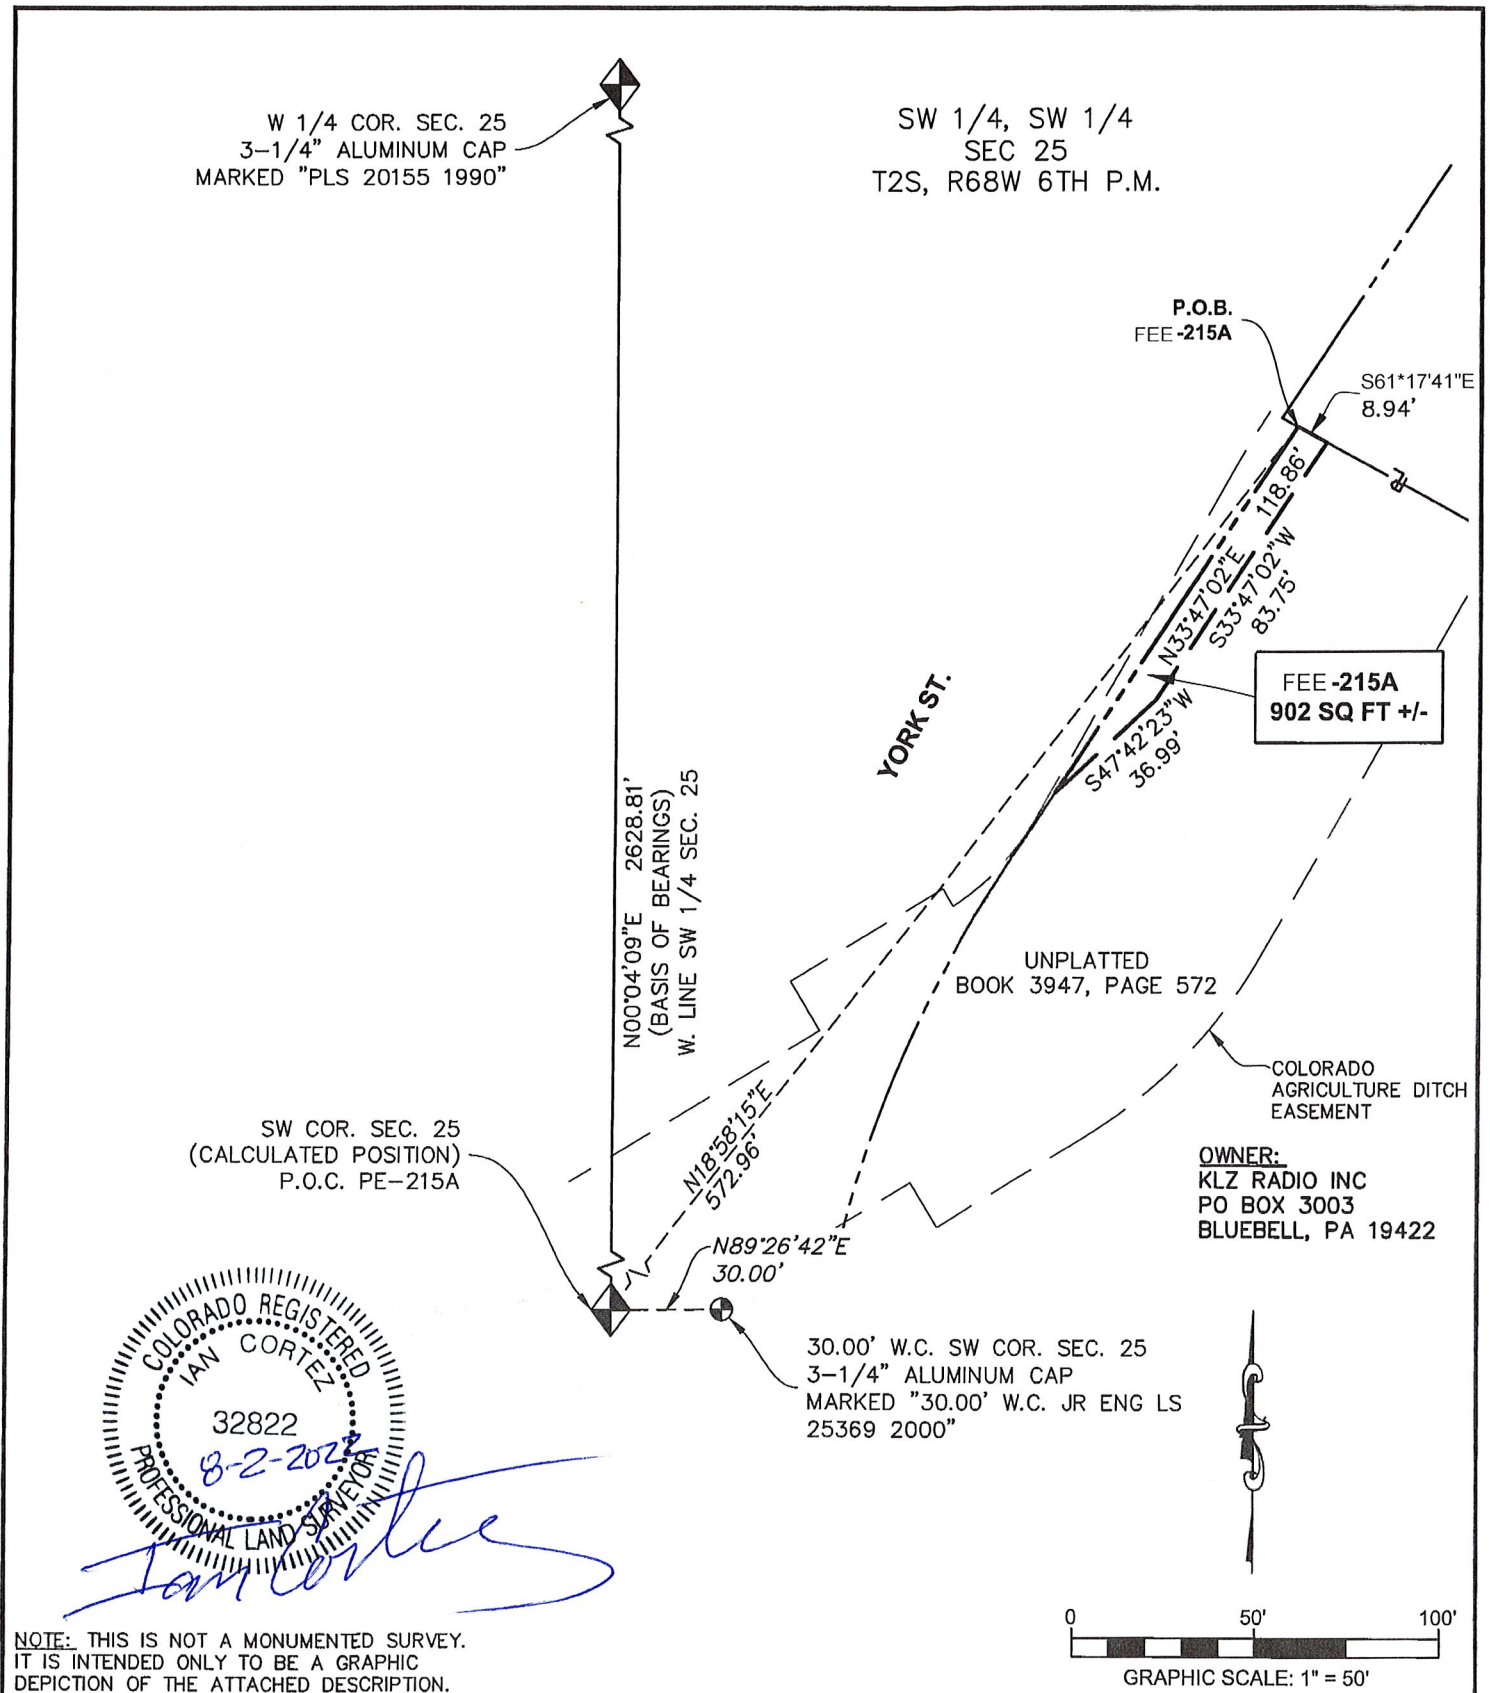 W 1/4 COR. SEC. 25
3-1/4" ALUMINUM CAP
MARKED "PLS 20155 1990"
SW 1/4, SW 1/4
SEC 25
T2S, R68W 6TH P.M.
P.O.B.
FEE-215A
S61*17'41"E
8.94'
118.86'
N33°47'02"E
S33°47'02"W
83.75'
FEE-215A
902 SQ FT +/-
S47°42'23"W
36.99'
YORK ST.
N00°04'09"E 2628.81'
(BASIS OF BEARINGS)
W. LINE SW 1/4 SEC. 25
UNPLATTED
BOOK 3947, PAGE 572
COLORADO
AGRICULTURE DITCH
EASEMENT
N18°58'15"E
572.96'
SW COR. SEC. 25
(CALCULATED POSITION)
P.O.C. PE-215A
OWNER:
KLZ RADIO INC
PO BOX 3003
BLUEBELL, PA 19422
N89°26'42"E
30.00'
30.00' W.C. SW COR. SEC. 25
3-1/4" ALUMINUM CAP
MARKED "30.00' W.C. JR ENG LS
25369 2000"
COLORADO REGISTERED
IAN CORTEZ
32822
8-2-2022
PROFESSIONAL LAND SURVEYOR
Ian Cortez
NOTE: THIS IS NOT A MONUMENTED SURVEY.
IT IS INTENDED ONLY TO BE A GRAPHIC
DEPICTION OF THE ATTACHED DESCRIPTION.
0 50' 100'
GRAPHIC SCALE: 1" = 50'